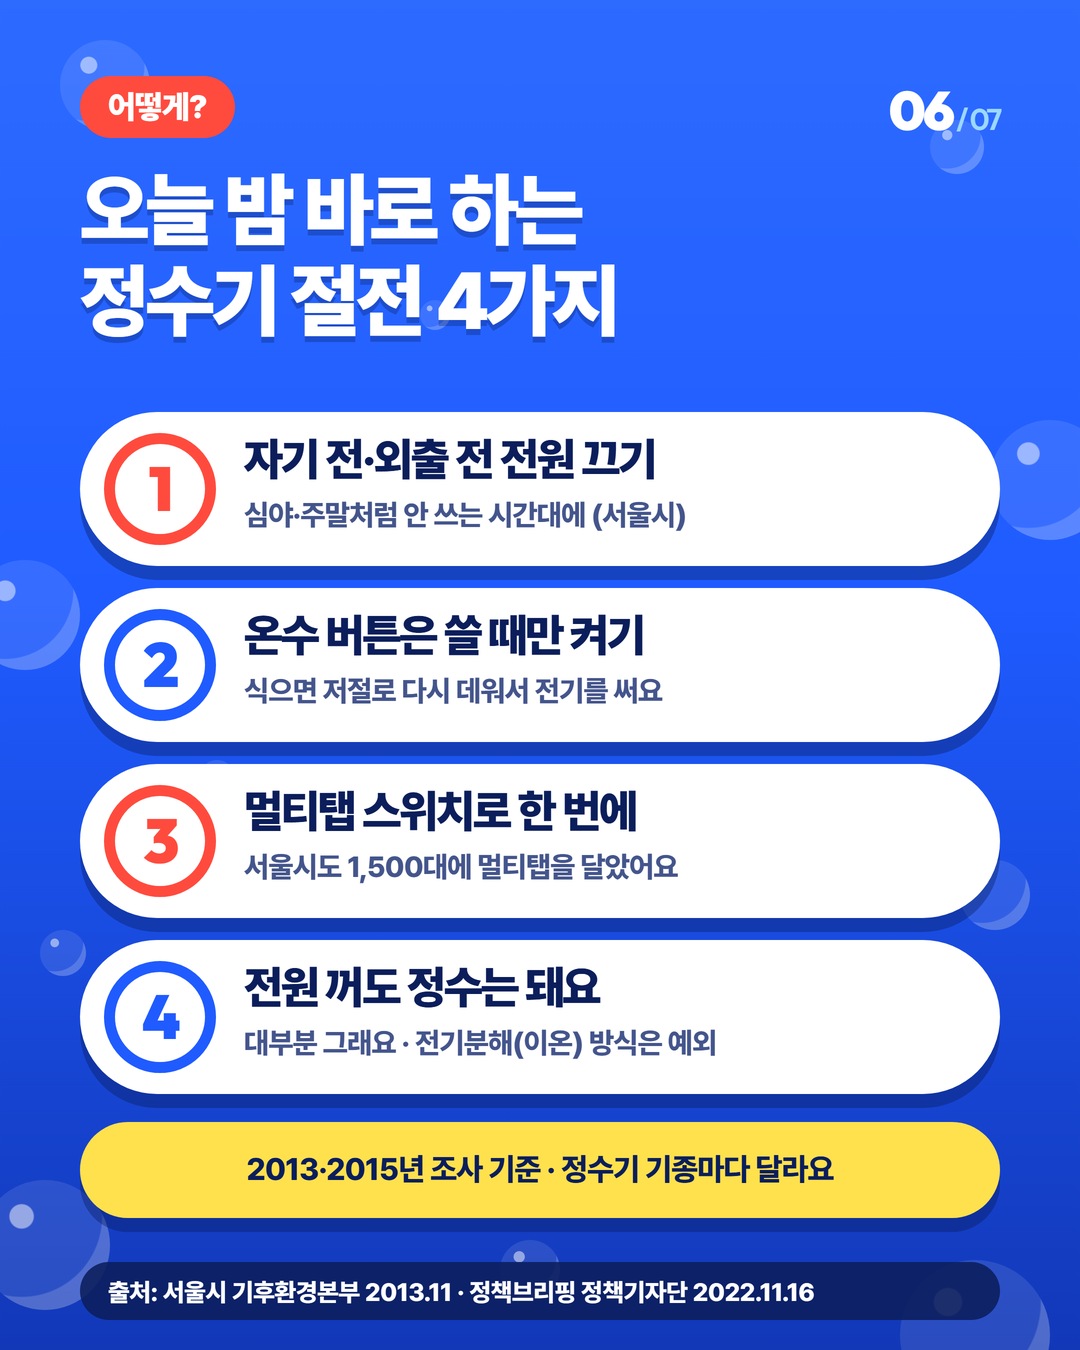 어떻게?
06/07
오늘 밤 바로 하는
정수기 절전 4가지
1
자기 전·외출 전 전원 끄기
심야·주말처럼 안 쓰는 시간대에 (서울시)
2
온수 버튼은 쓸 때만 켜기
식으면 저절로 다시 데워서 전기를 써요
3
멀티탭 스위치로 한 번에
서울시도 1,500대에 멀티탭을 달았어요
4
전원 꺼도 정수는 돼요
대부분 그래요 · 전기분해(이온) 방식은 예외
2013·2015년 조사 기준 · 정수기 기종마다 달라요
출처: 서울시 기후환경본부 2013.11 · 정책브리핑 정책기자단 2022.11.16